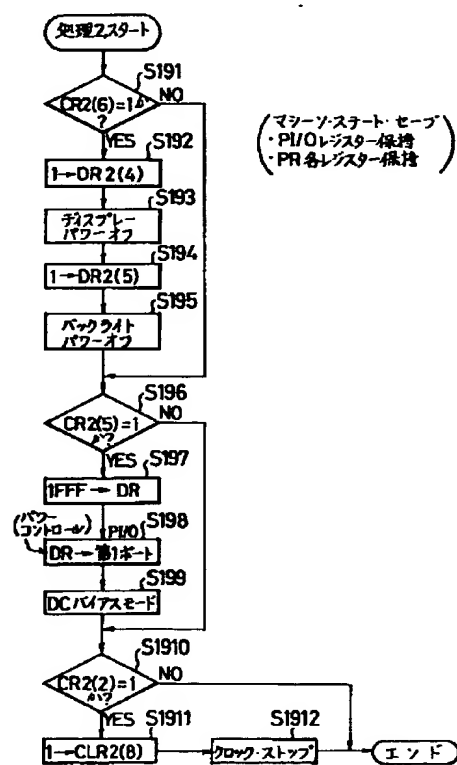 処理2,スタート
S191
CR2(6)=1か
?
NO
YES
S192
1→DR2(4)
S193
ディスプレー
パワーオフ
S194
1→DR2(5)
S195
バックライト
パワーオフ
(マシーン・ステート・セーブ
・PI/Oレジスター保持
・PR各レジスター保持)
S196
CR2(5)=1
か?
NO
YES
S197
1FFF→DR
(パワー
コントロール)
PI/O
S198
DR→第1ポート
S199
DCバイアスモード
S1910
CR2(2)=1
か?
NO
YES
S1911
1→CLR2(8)
S1912
クロック・ストップ
エンド